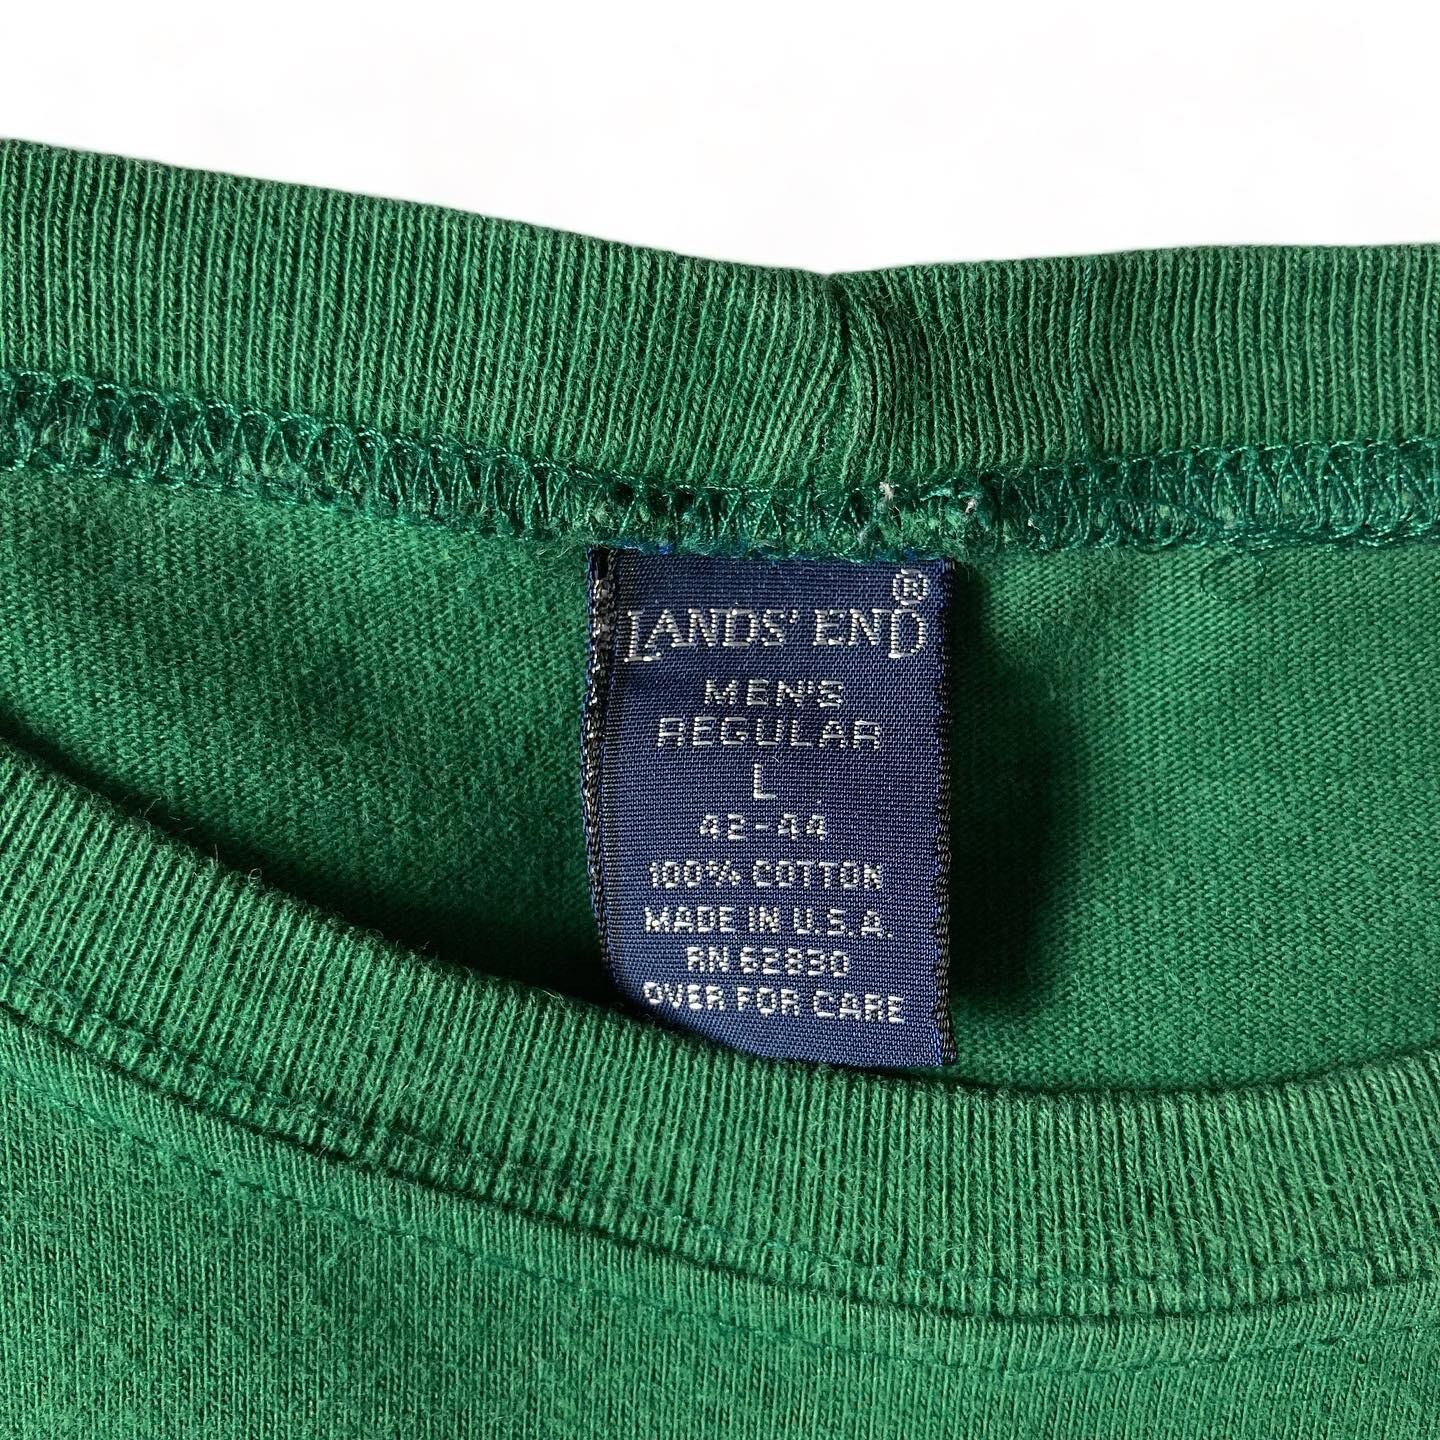 LANDS' END®
MEN'S
REGULAR
L
42-44
100% COTTON
MADE IN U.S.A.
RN 62830
OVER FOR CARE